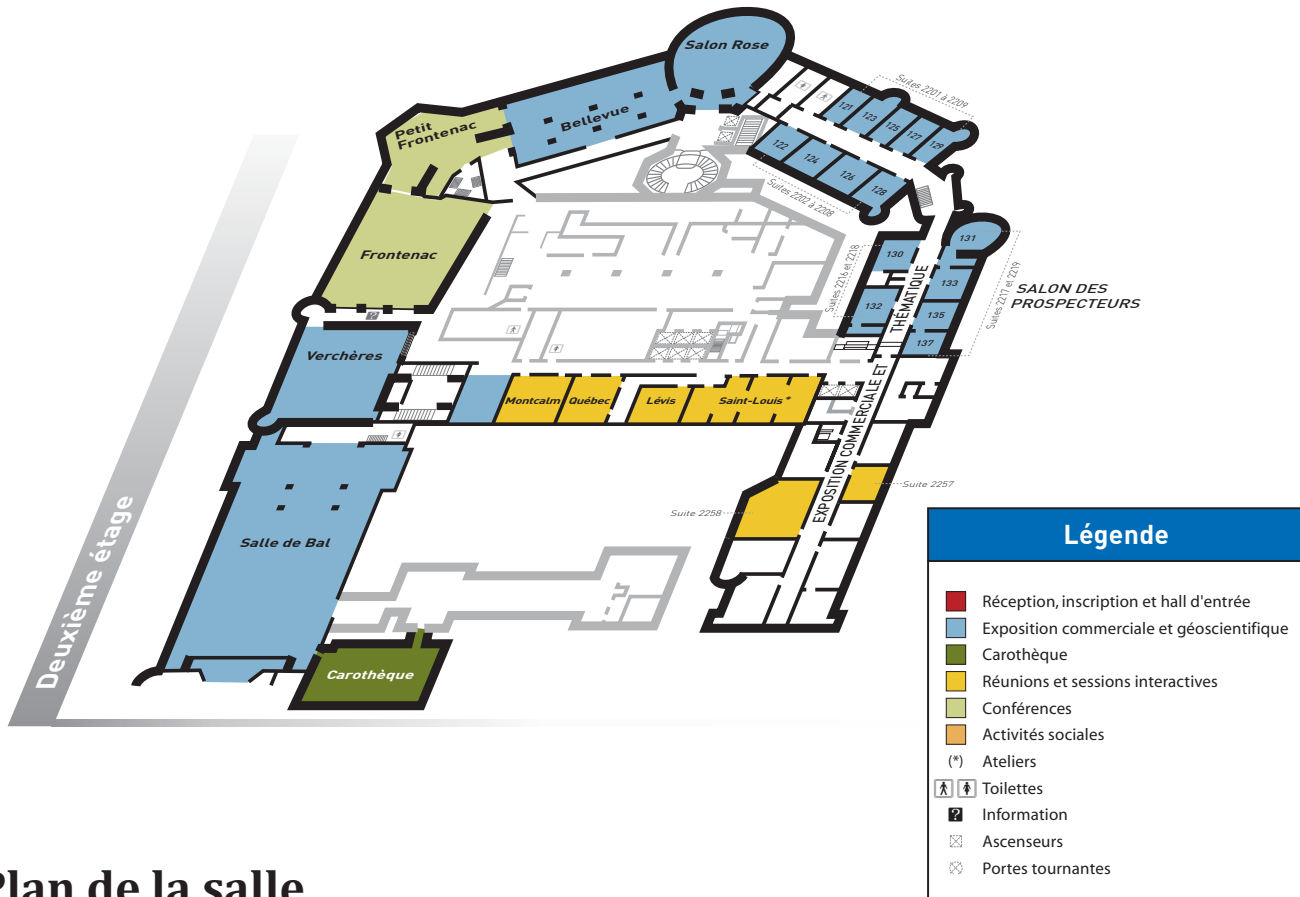 Salon Rose
Suites 2201 à 2209
121
123
125
127
129
Bellevue
Petit
Frontenac
122
124
126
128
Suites 2202 à 2208
Frontenac
131
130
133
132
135
137
Suites 2216 et 2218
Suites 2217 et 2219
SALON DES
PROSPECTEURS
EXPOSITION COMMERCIALE ET THÉMATIQUE
?
Verchères
Montcalm
Québec
Lévis
Saint-Louis *
Suite 2257
Suite 2258
Salle de Bal
Carothèque
Deuxième étage
Légende
Réception, inscription et hall d'entrée
Exposition commerciale et géoscientifique
Carothèque
Réunions et sessions interactives
Conférences
Activités sociales
(*) Ateliers
Toilettes
? Information
Ascenseurs
Portes tournantes
Plan de la salle